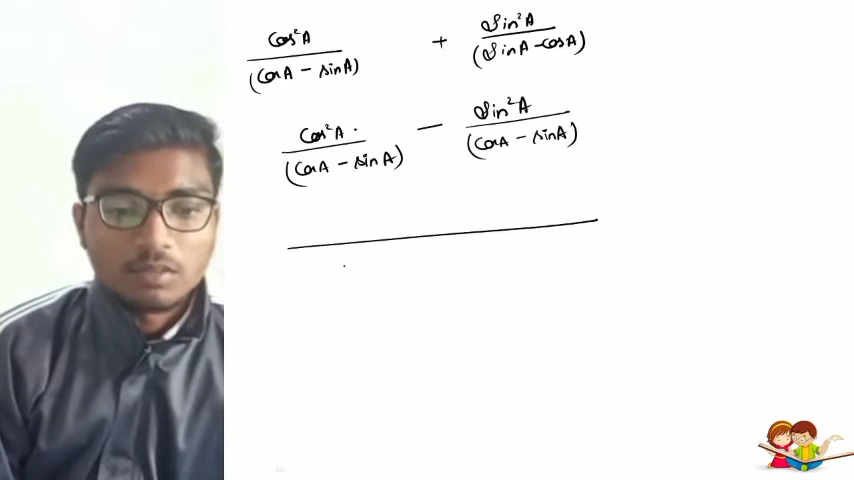 cos²A / (cosA - sinA) + Sin²A / (SinA - cosA)
cos²A. / (cosA - sinA) - Sin²A / (cosA - sinA)